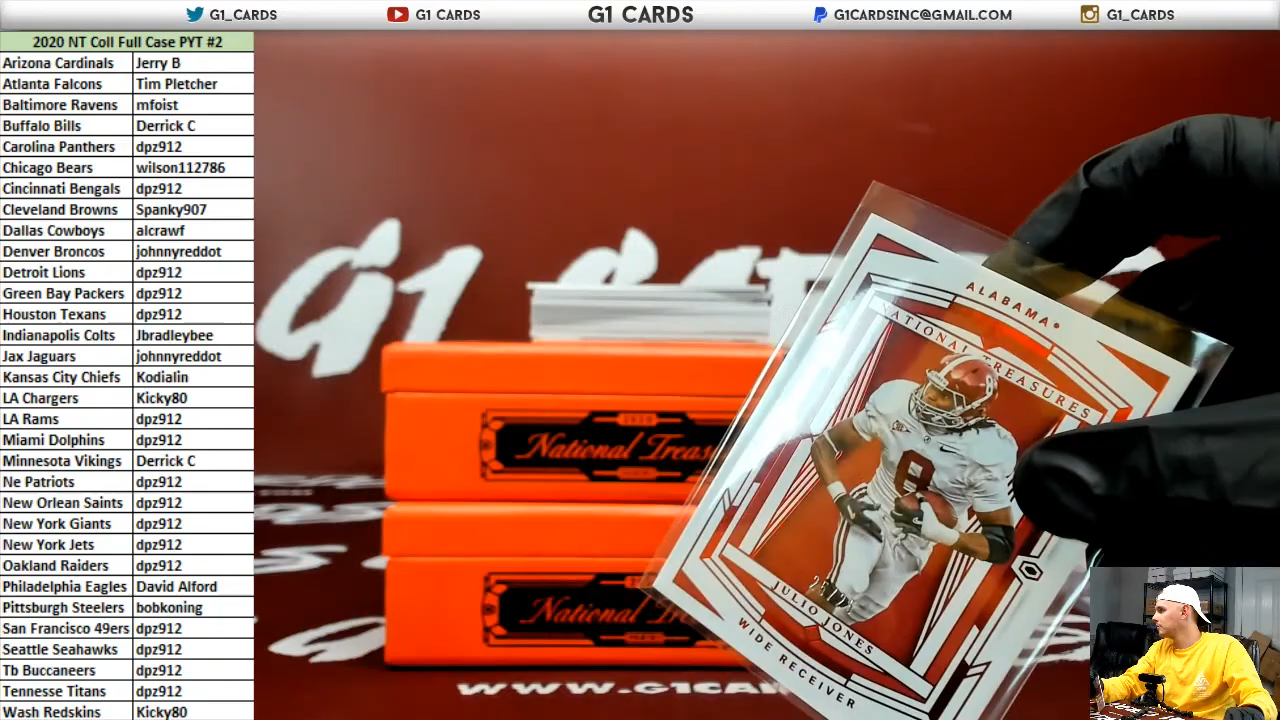 G1_CARDS
G1 CARDS
G1 CARDS
G1CARDSINC@GMAIL.COM
G1_CARDS
2020 NT Coll Full Case PYT #2
Arizona Cardinals Jerry B
Atlanta Falcons Tim Pletcher
Baltimore Ravens mfoist
Buffalo Bills Derrick C
Carolina Panthers dpz912
Chicago Bears wilson112786
Cincinnati Bengals dpz912
Cleveland Browns Spanky907
Dallas Cowboys alcrawf
Denver Broncos johnnyreddot
Detroit Lions dpz912
Green Bay Packers dpz912
Houston Texans dpz912
Indianapolis Colts Jbradleybee
Jax Jaguars johnnyreddot
Kansas City Chiefs Kodialin
LA Chargers Kicky80
LA Rams dpz912
Miami Dolphins dpz912
Minnesota Vikings Derrick C
Ne Patriots dpz912
New Orlean Saints dpz912
New York Giants dpz912
New York Jets dpz912
Oakland Raiders dpz912
Philadelphia Eagles David Alford
Pittsburgh Steelers bobkoning
San Francisco 49ers dpz912
Seattle Seahawks dpz912
Tb Buccaneers dpz912
Tennesse Titans dpz912
Wash Redskins Kicky80
G1
National Treas
National Trea
WWW.G1CA
ALABAMA
NATIONAL TREASURES
8
JULIO JONES
WIDE RECEIVER